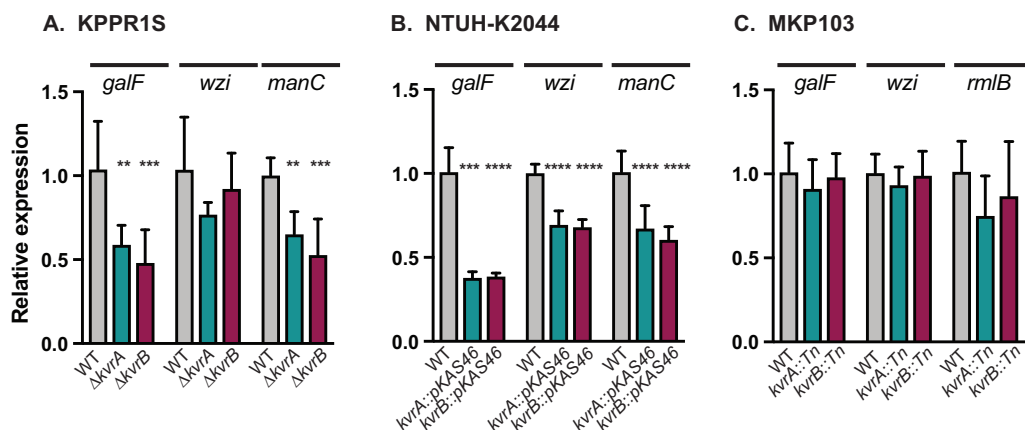 A. KPPR1S
B. NTUH-K2044
C. MKP103
galF wzi manC
galF wzi manC
galF wzi rmlB
Relative expression
1.5
1.0
0.5
0.0
** *** ** ***
WT ΔkvrA ΔkvrB WT ΔkvrA ΔkvrB WT ΔkvrA ΔkvrB
1.5
1.0
0.5
0.0
*** **** **** **** **** ****
WT kvrA::pKAS46 kvrB::pKAS46 WT kvrA::pKAS46 kvrB::pKAS46 WT kvrA::pKAS46 kvrB::pKAS46
1.5
1.0
0.5
0.0
WT kvrA::Tn kvrB::Tn WT kvrA::Tn kvrB::Tn WT kvrA::Tn kvrB::Tn